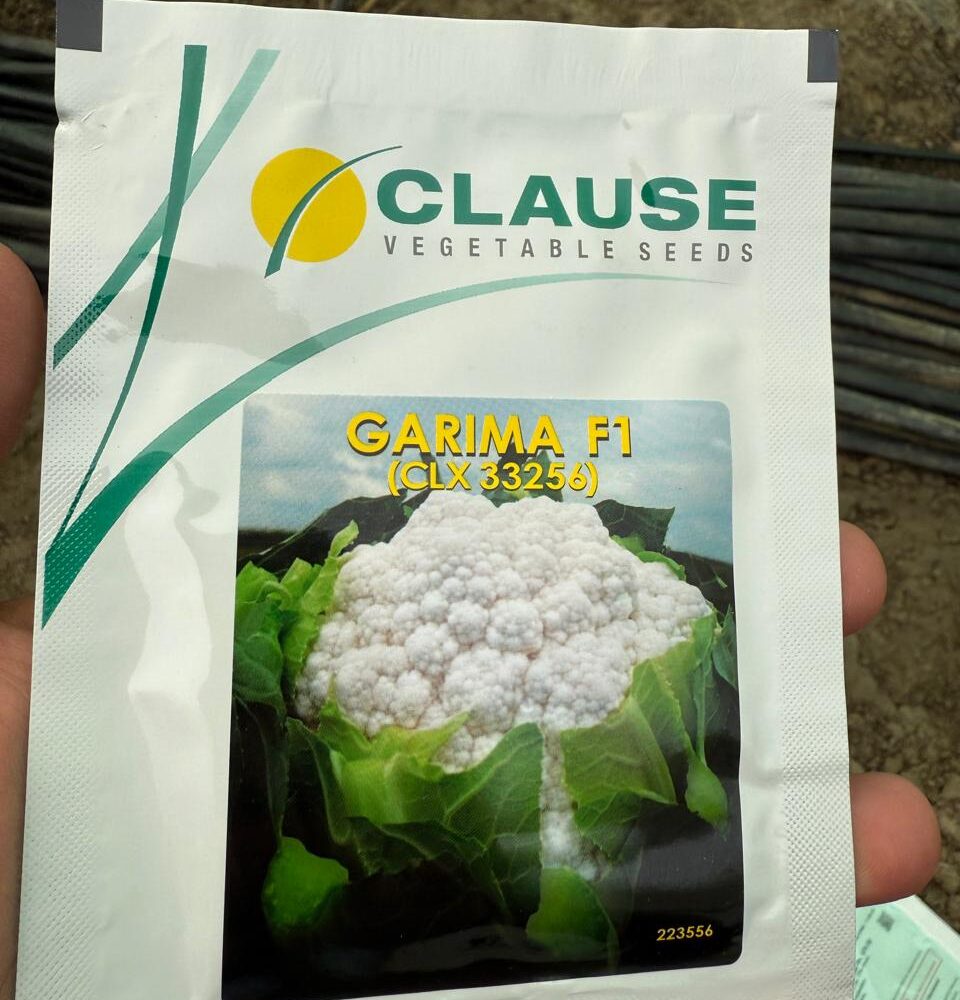 CLAUSE
VEGETABLE SEEDS
GARIMA F1
(CLX 33256)
223556